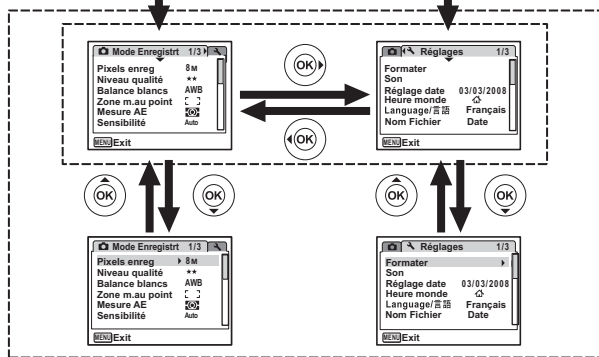 Mode Enregistrt 1/3
Pixels enreg 8M
Niveau qualité ★★
Balance blancs AWB
Zone m.au point [ ]
Mesure AE
Sensibilité Auto
MENU Exit
OK
OK
Réglages 1/3
Formater
Son
Réglage date 03/03/2008
Heure monde
Language/言語 Français
Nom Fichier Date
MENU Exit
OK
OK
OK
OK
Mode Enregistrt 1/3
Pixels enreg 8M
Niveau qualité ★★
Balance blancs AWB
Zone m.au point [ ]
Mesure AE
Sensibilité Auto
MENU Exit
Réglages 1/3
Formater
Son
Réglage date 03/03/2008
Heure monde
Language/言語 Français
Nom Fichier Date
MENU Exit